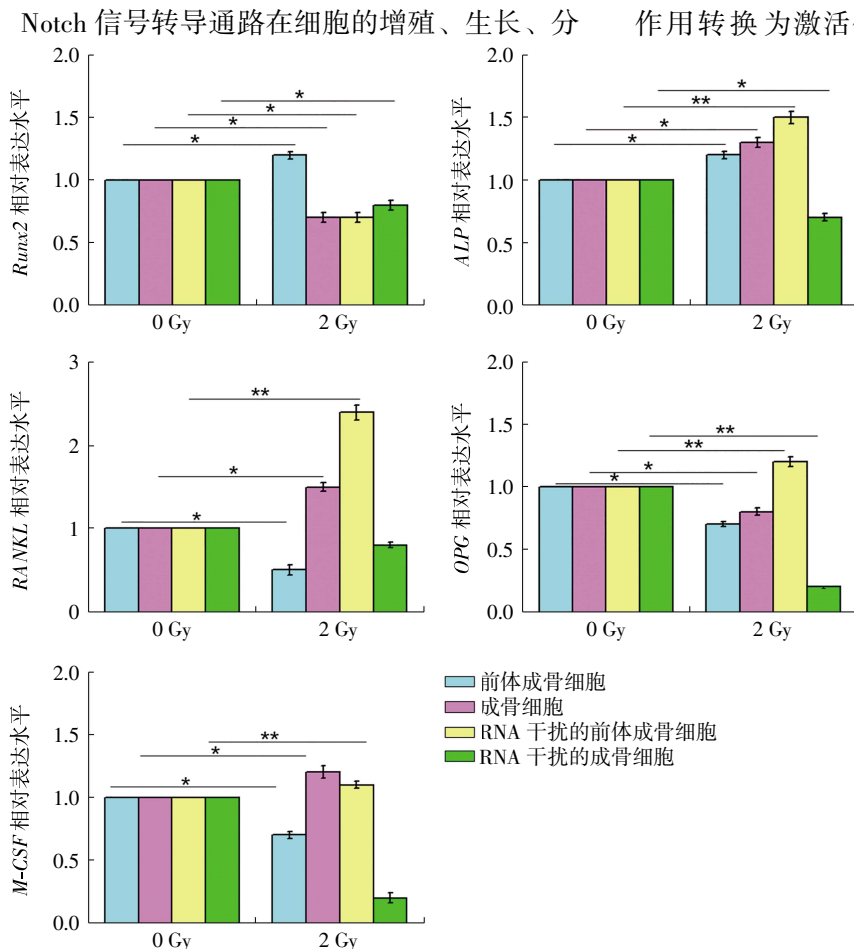 Notch 信号转导通路在细胞的增殖、生长、分
作用转换为激活
Runx2 相对表达水平
2.0
1.5
1.0
0.5
0.0
*
*
*
*
0 Gy
2 Gy
ALP 相对表达水平
2.0
1.5
1.0
0.5
0.0
*
**
*
*
0 Gy
2 Gy
RANKL 相对表达水平
3
2
1
0
**
*
*
0 Gy
2 Gy
OPG 相对表达水平
2.0
1.5
1.0
0.5
0.0
**
**
*
*
0 Gy
2 Gy
M-CSF 相对表达水平
2.0
1.5
1.0
0.5
0.0
**
*
*
0 Gy
2 Gy
前体成骨细胞
成骨细胞
RNA 干扰的前体成骨细胞
RNA 干扰的成骨细胞